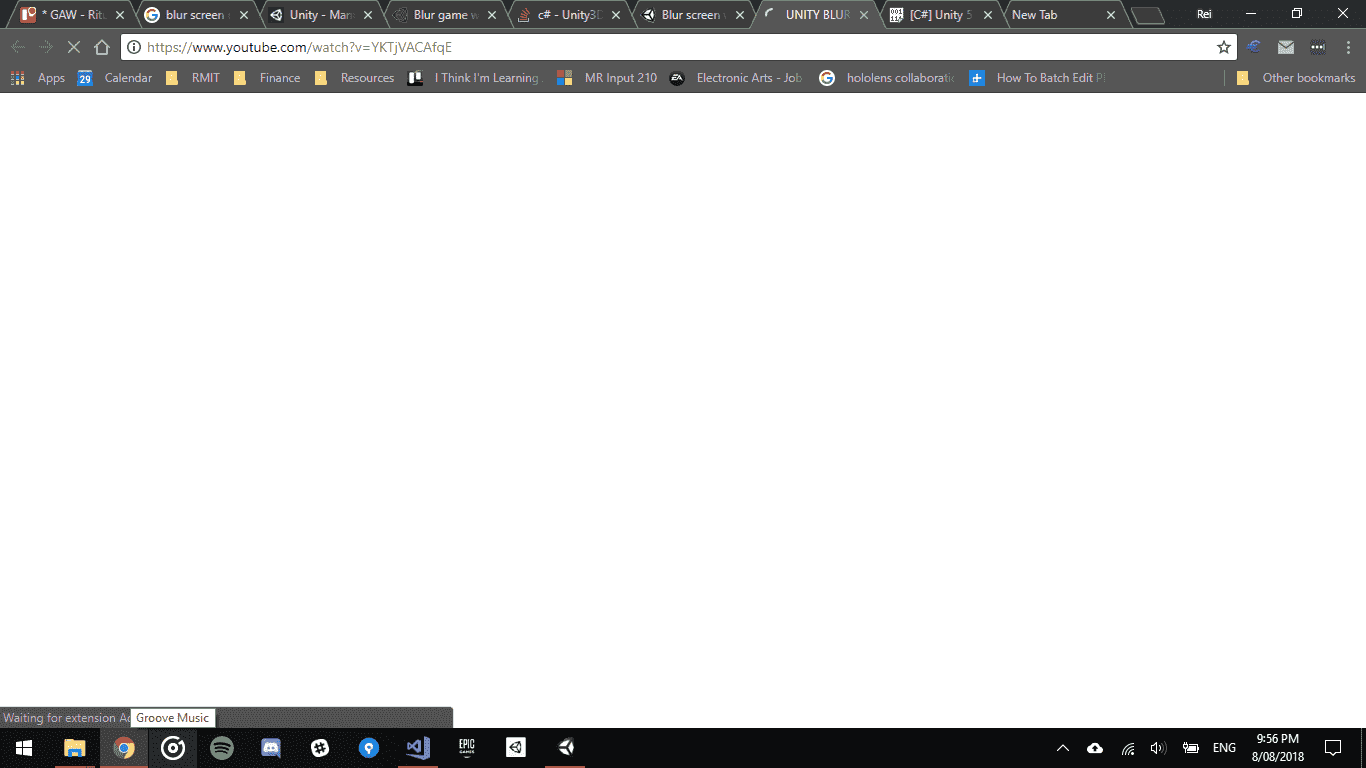 * GAW - Ritu blur screen Unity - Man Blur game w c# - Unity3D Blur screen UNITY BLUR [C#] Unity 5 New Tab Rei
https://www.youtube.com/watch?v=YKTjVACAfqE
Apps 29 Calendar RMIT Finance Resources I Think I'm Learning MR Input 210 EA Electronic Arts - Job hololens collaborati How To Batch Edit Other bookmarks
Waiting for extension Groove Music
EPIC GAMES ENG 9:56 PM
8/08/2018